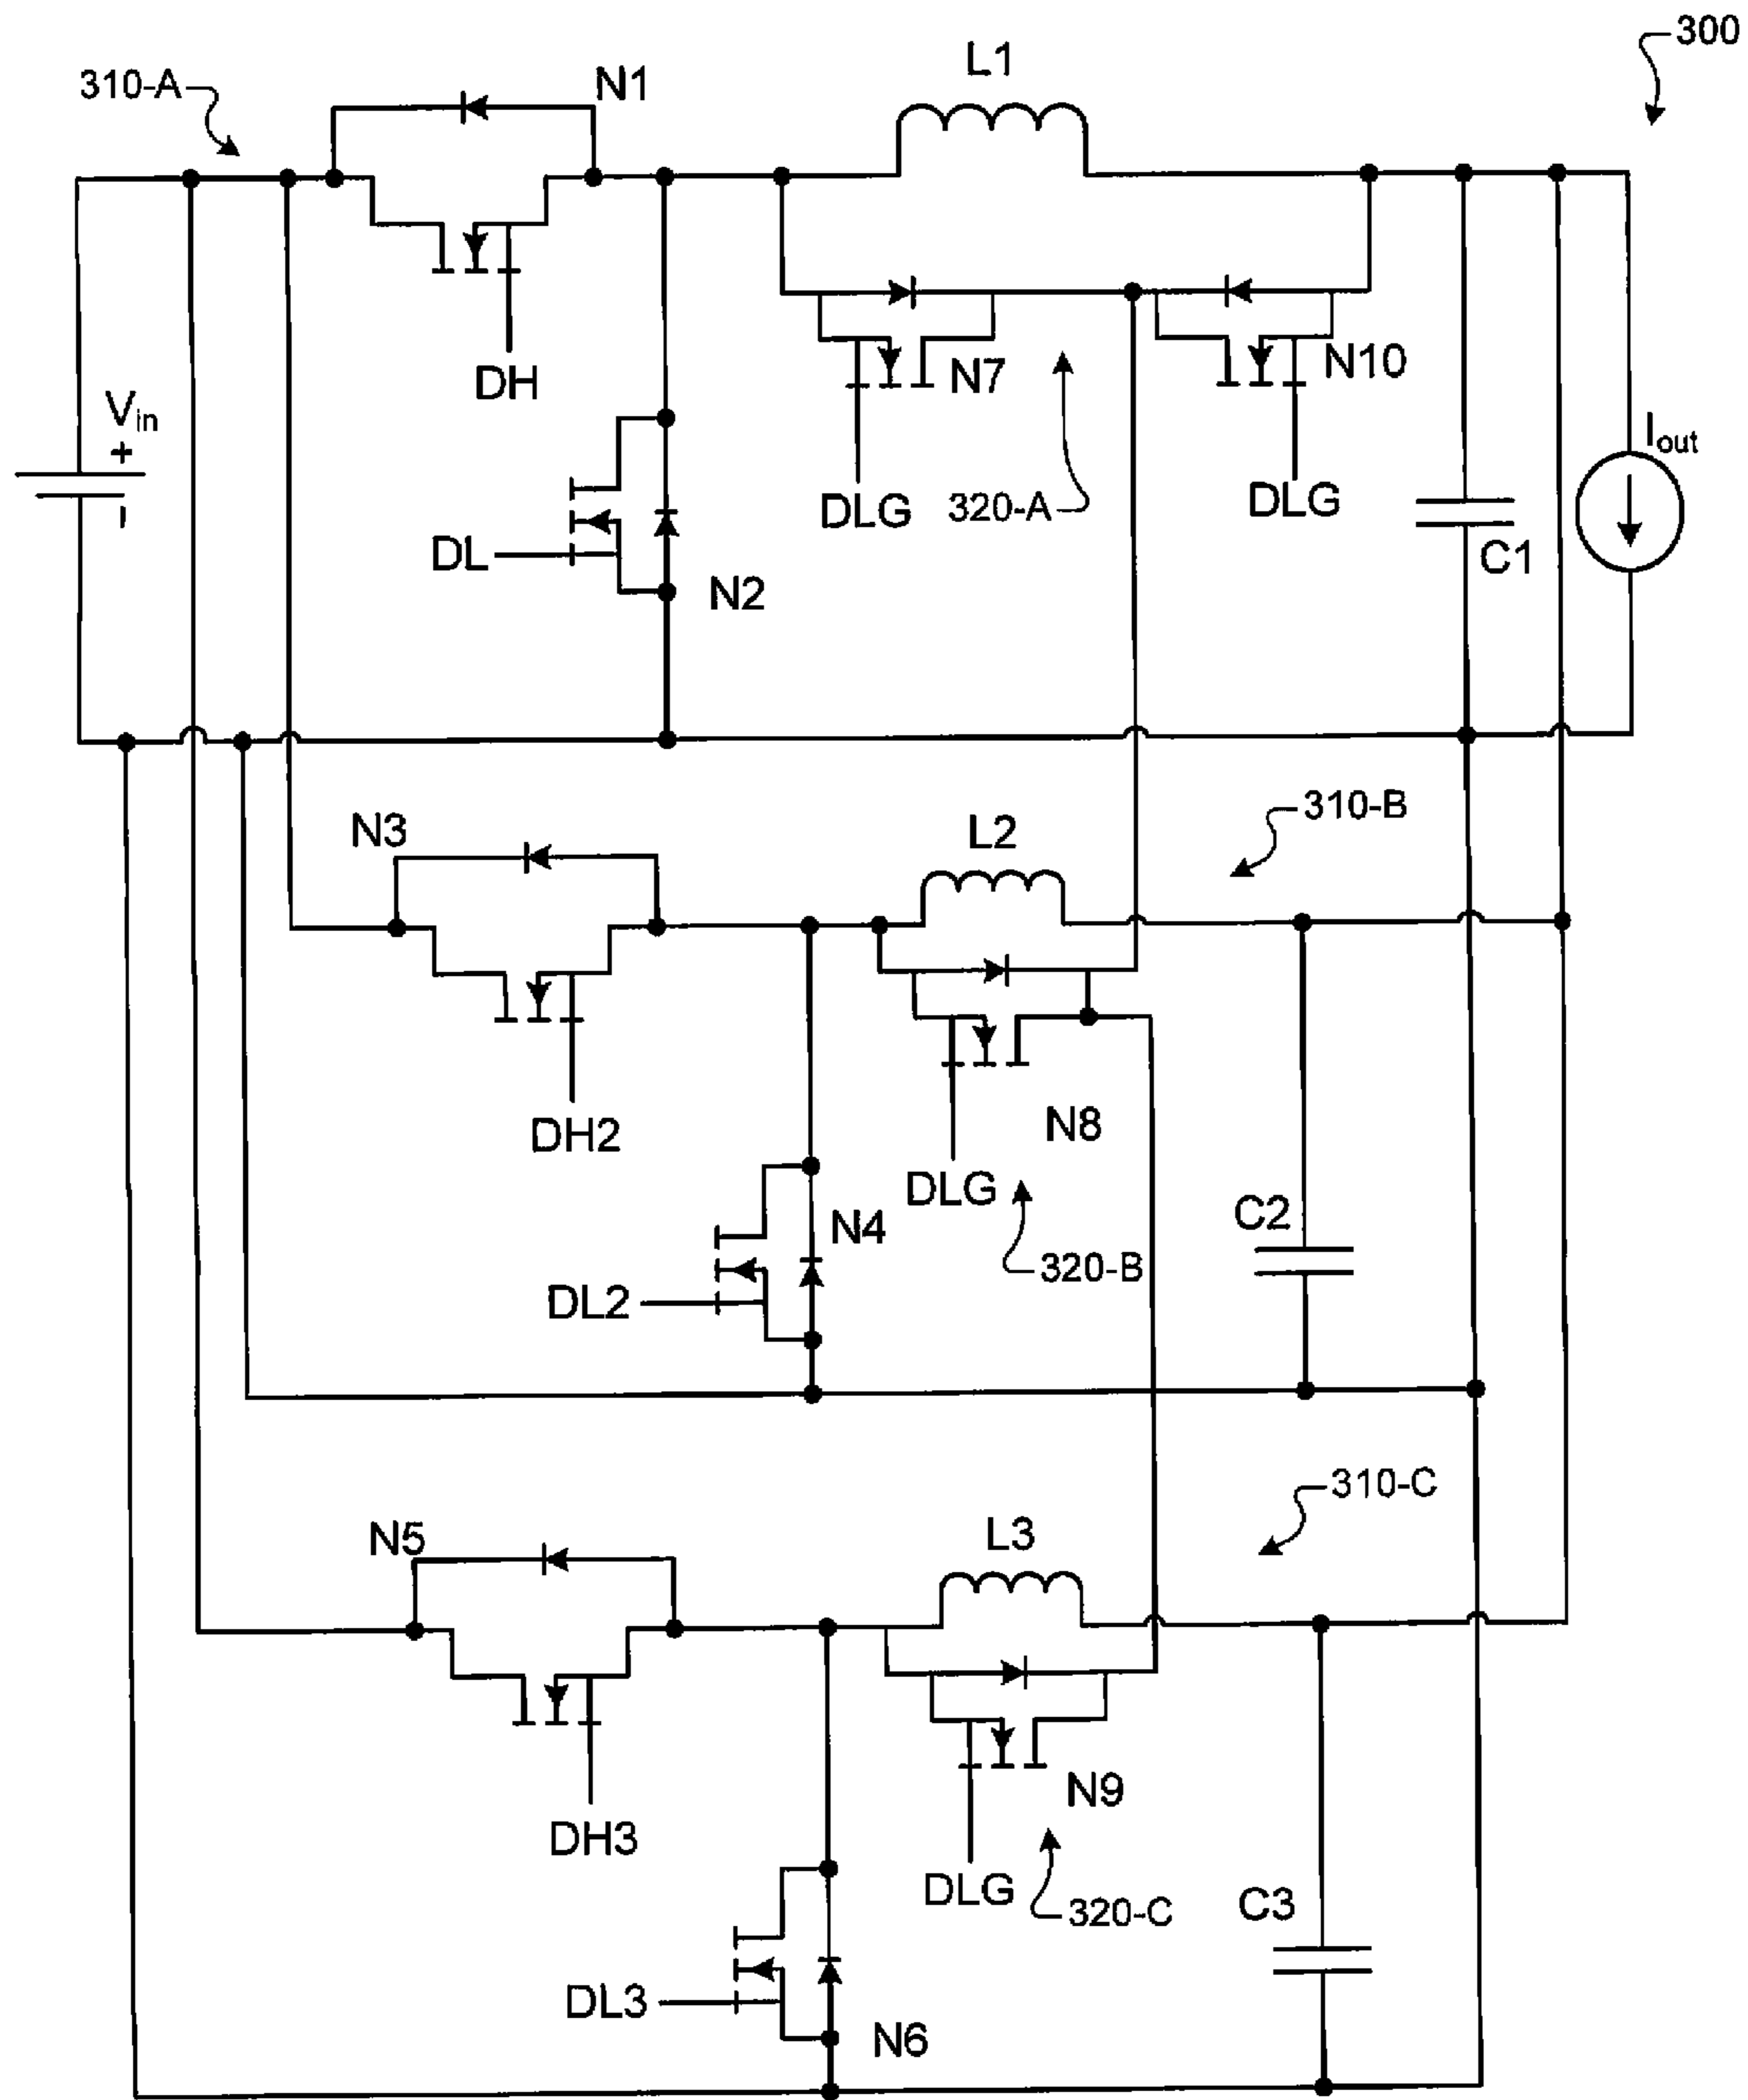 300
L1
N1
310-A
Vin
+
DH
N7
N10
Iout
DLG
320-A
DLG
DL
N2
C1
310-B
N3
L2
N8
DH2
DLG
N4
C2
320-B
DL2
310-C
N5
L3
N9
DH3
DLG
320-C
C3
DL3
N6